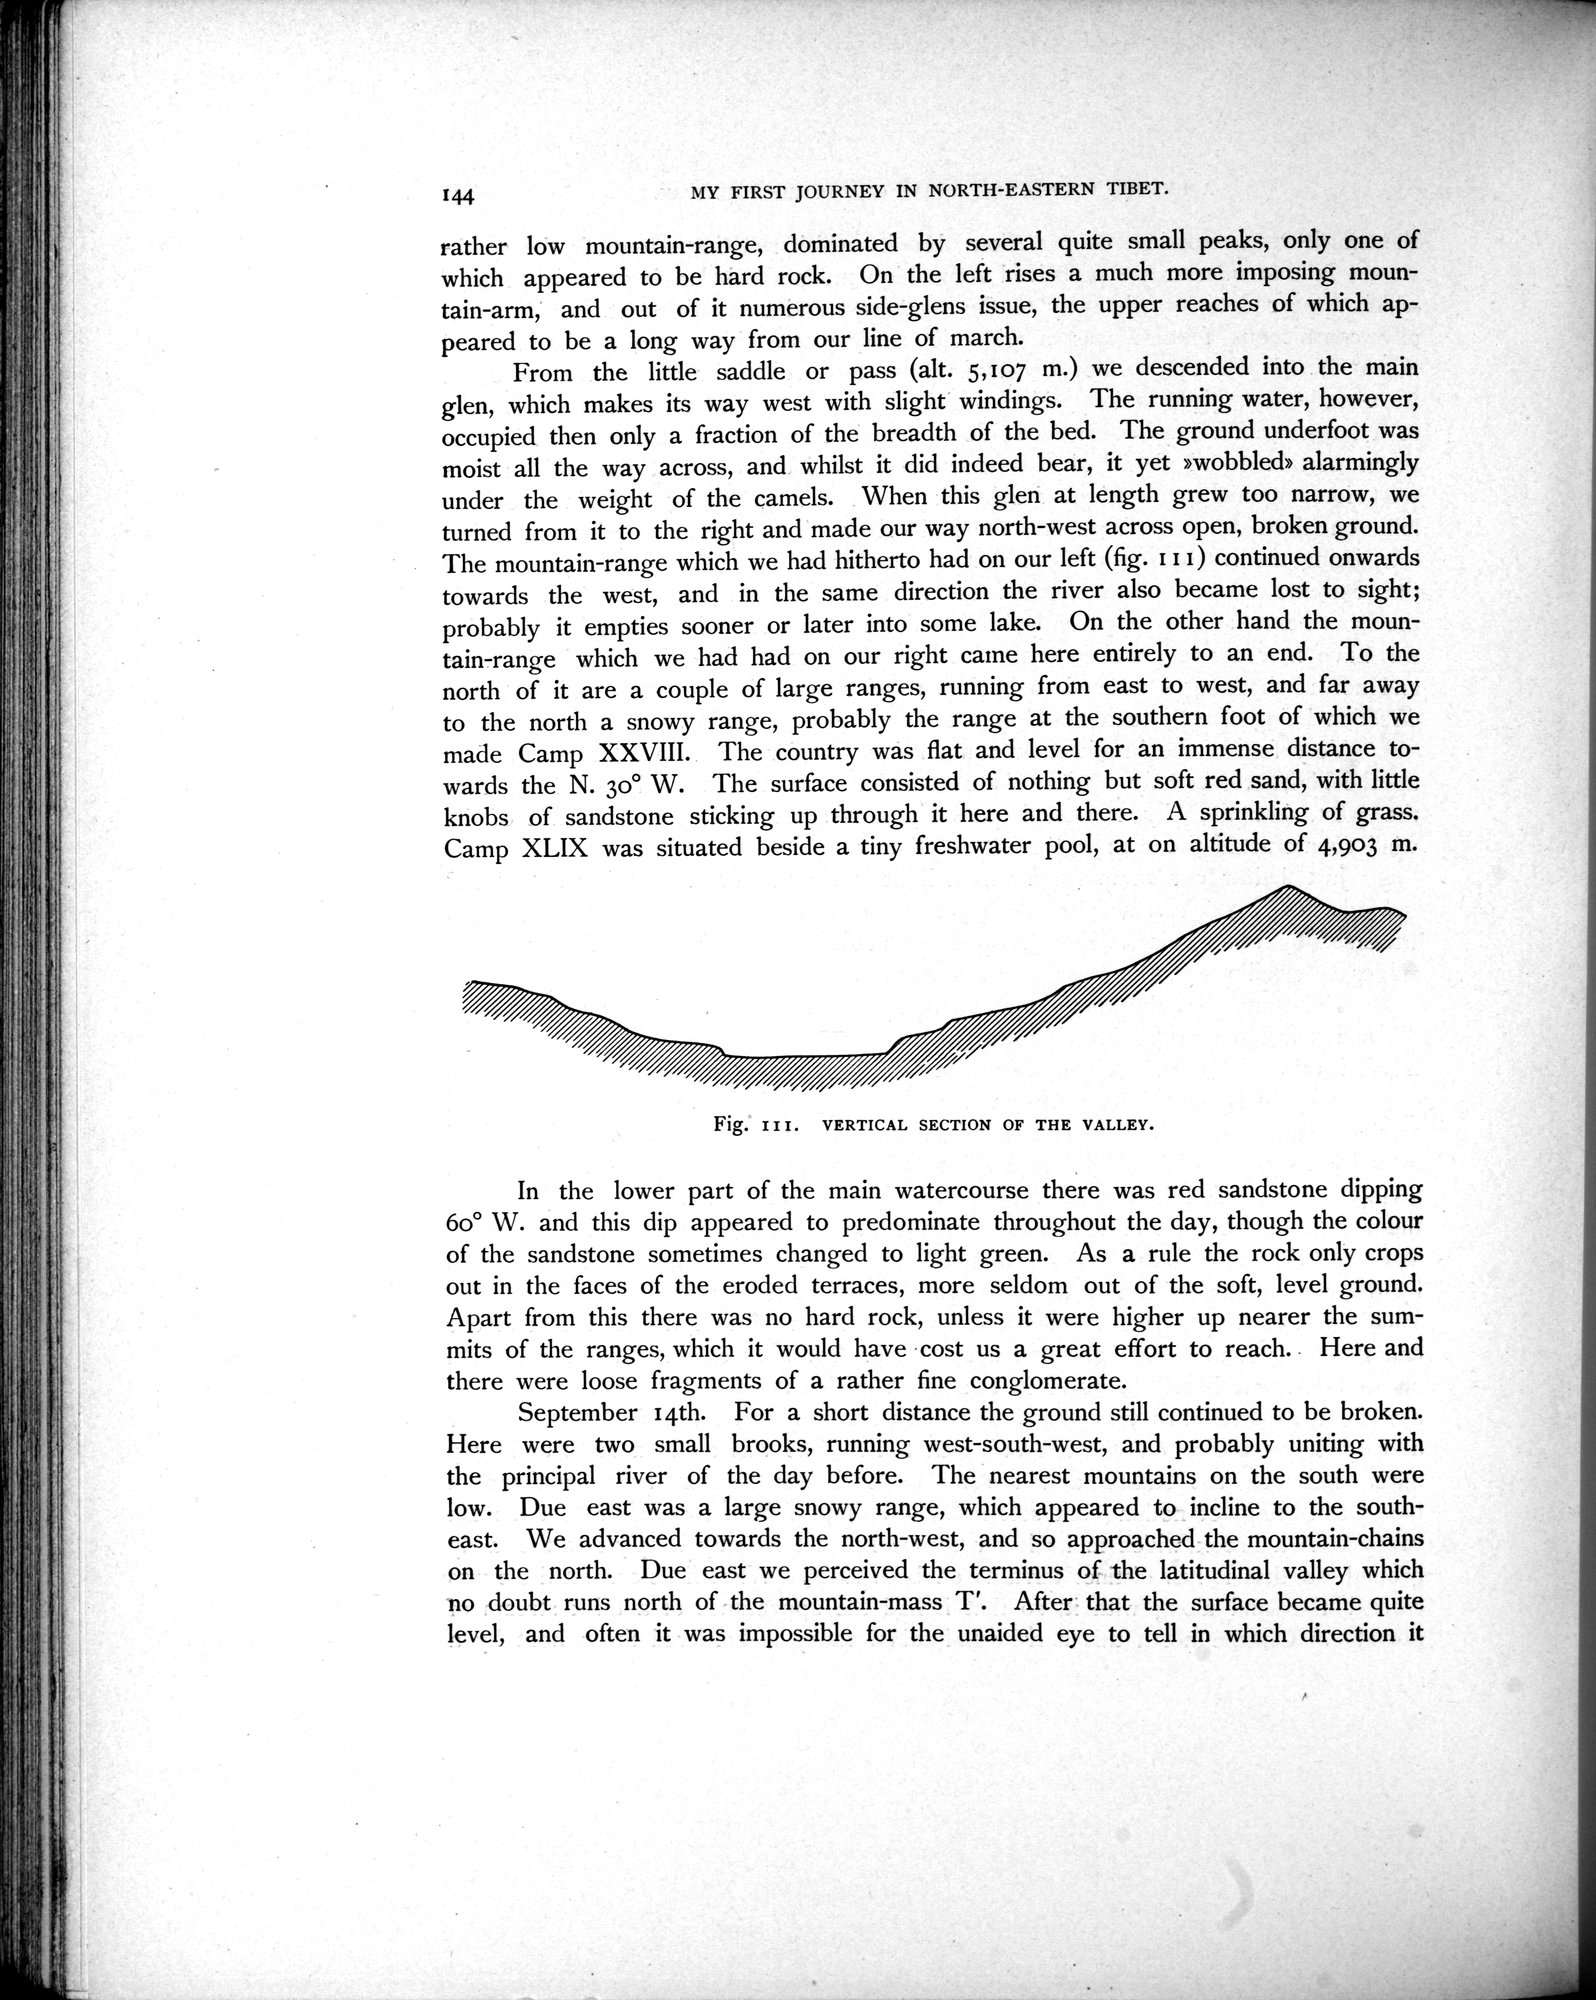 144 MY FIRST JOURNEY IN NORTH-EASTERN TIBET.
rather low mountain-range, dominated by several quite small peaks, only one of
which appeared to be hard rock. On the left rises a much more imposing moun-
tain-arm, and out of it numerous side-glens issue, the upper reaches of which ap-
peared to be a long way from our line of march.
From the little saddle or pass (alt. 5,107 m.) we descended into the main
glen, which makes its way west with slight windings. The running water, however,
occupied then only a fraction of the breadth of the bed. The ground underfoot was
moist all the way across, and whilst it did indeed bear, it yet »wobbled» alarmingly
under the weight of the camels. When this glen at length grew too narrow, we
turned from it to the right and made our way north-west across open, broken ground.
The mountain-range which we had hitherto had on our left (fig. 111) continued onwards
towards the west, and in the same direction the river also became lost to sight;
probably it empties sooner or later into some lake. On the other hand the moun-
tain-range which we had had on our right came here entirely to an end. To the
north of it are a couple of large ranges, running from east to west, and far away
to the north a snowy range, probably the range at the southern foot of which we
made Camp XXVIII. The country was flat and level for an immense distance to-
wards the N. 30° W. The surface consisted of nothing but soft red sand, with little
knobs of sandstone sticking up through it here and there. A sprinkling of grass.
Camp XLIX was situated beside a tiny freshwater pool, at on altitude of 4,903 m.
Fig. 111. VERTICAL SECTION OF THE VALLEY.
In the lower part of the main watercourse there was red sandstone dipping
60° W. and this dip appeared to predominate throughout the day, though the colour
of the sandstone sometimes changed to light green. As a rule the rock only crops
out in the faces of the eroded terraces, more seldom out of the soft, level ground.
Apart from this there was no hard rock, unless it were higher up nearer the sum-
mits of the ranges, which it would have cost us a great effort to reach. Here and
there were loose fragments of a rather fine conglomerate.
September 14th. For a short distance the ground still continued to be broken.
Here were two small brooks, running west-south-west, and probably uniting with
the principal river of the day before. The nearest mountains on the south were
low. Due east was a large snowy range, which appeared to incline to the south-
east. We advanced towards the north-west, and so approached the mountain-chains
on the north. Due east we perceived the terminus of the latitudinal valley which
no doubt runs north of the mountain-mass T'. After that the surface became quite
level, and often it was impossible for the unaided eye to tell in which direction it